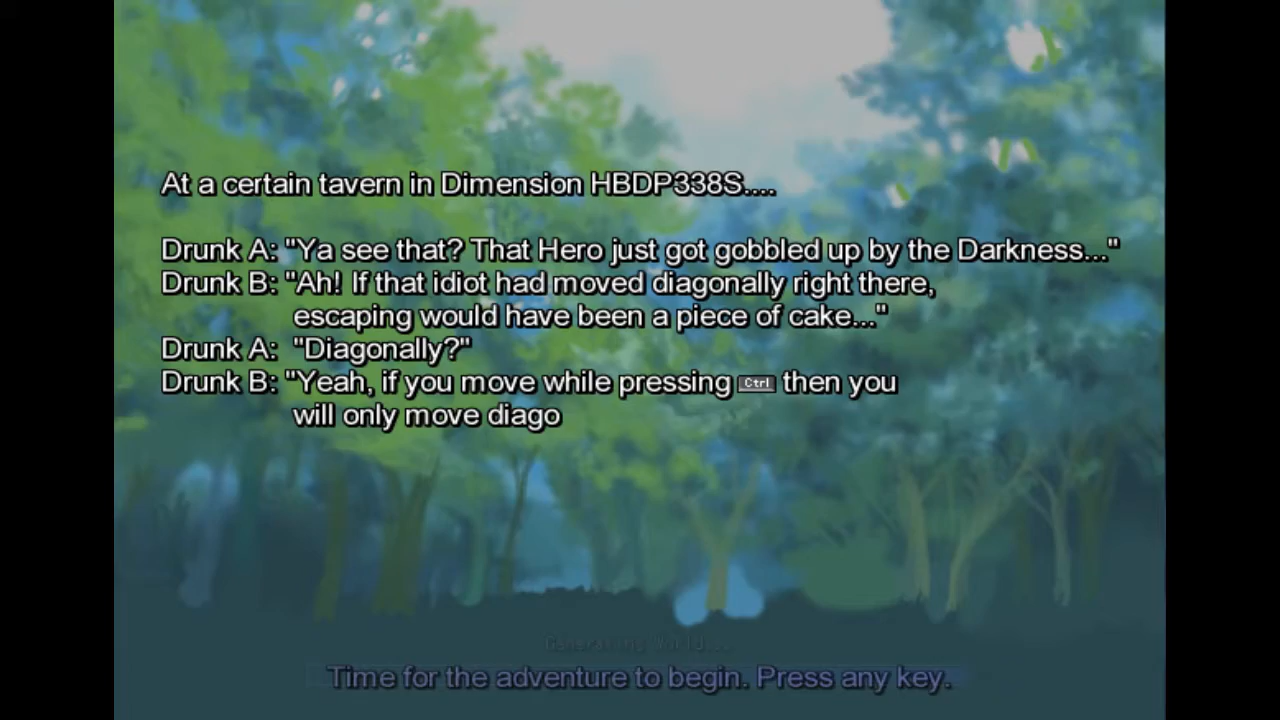 At a certain tavern in Dimension HBDP338S....
Drunk A: "Ya see that? That Hero just got gobbled up by the Darkness..."
Drunk B: "Ah! If that idiot had moved diagonally right there,
escaping would have been a piece of cake..."
Drunk A: "Diagonally?"
Drunk B: "Yeah, if you move while pressing Ctrl then you
will only move diago
Generating World...
Time for the adventure to begin. Press any key.